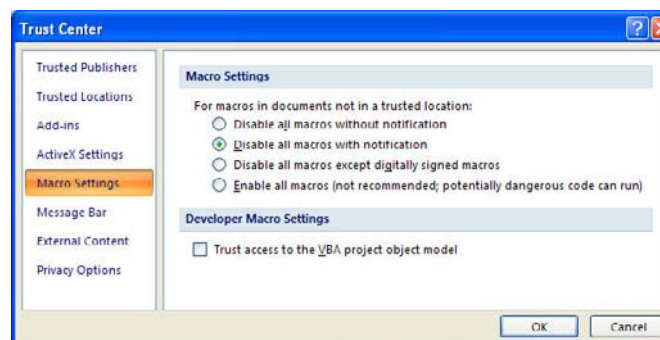 Trust Center
Trusted Publishers
Trusted Locations
Add-ins
ActiveX Settings
Macro Settings
Message Bar
External Content
Privacy Options
Macro Settings
For macros in documents not in a trusted location:
Disable all macros without notification
Disable all macros with notification
Disable all macros except digitally signed macros
Enable all macros (not recommended; potentially dangerous code can run)
Developer Macro Settings
Trust access to the VBA project object model
OK Cancel